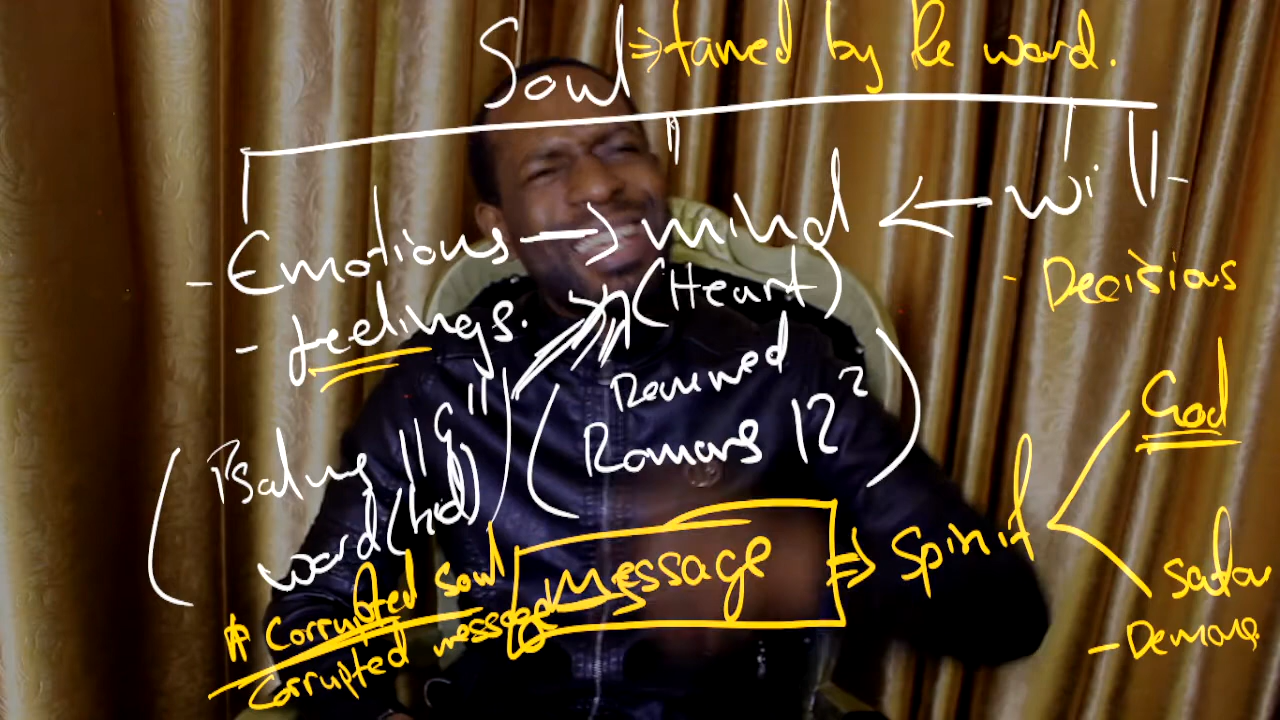 Soul ⇒ tamed by the word.
- Emotions → mind ← will -
- feelings.
(Heart)
- Decisions
(Psalms 119:11
word (hid))
(Renewed
Romans 12:2)
God
message ⇒ Spirit
Satan
- Demons
A corrupted soul
corrupted message